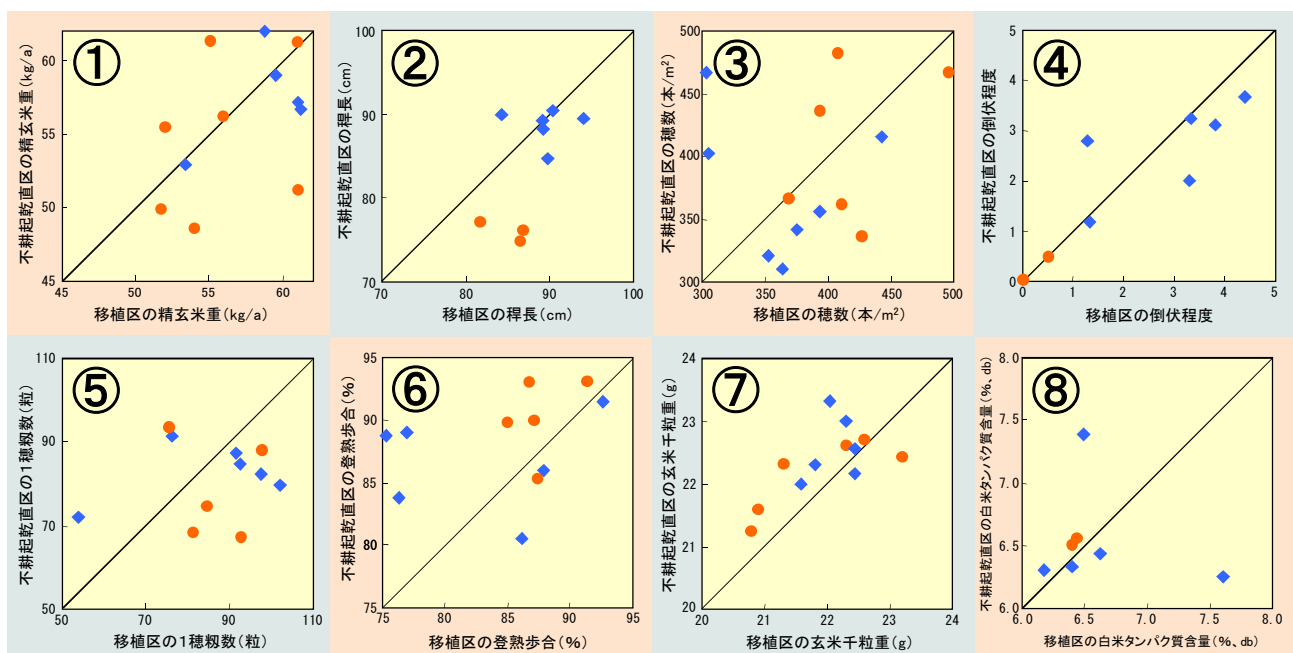 ①
不耕起乾直区の精玄米重(kg/a)
60
55
50
45
45 50 55 60
移植区の精玄米重(kg/a)
②
不耕起乾直区の稈長(cm)
100
90
80
70
70 80 90 100
移植区の稈長(cm)
③
不耕起乾直区の穂数(本/m²)
500
450
400
350
300
300 350 400 450 500
移植区の穂数(本/m²)
④
不耕起乾直区の倒伏程度
5
4
3
2
1
0
0 1 2 3 4 5
移植区の倒伏程度
⑤
不耕起乾直区の1穂籾数(粒)
110
90
70
50
50 70 90 110
移植区の1穂籾数(粒)
⑥
不耕起乾直区の登熟歩合(%)
95
90
85
80
75
75 80 85 90 95
移植区の登熟歩合(%)
⑦
不耕起乾直区の玄米千粒重(g)
24
23
22
21
20
20 21 22 23 24
移植区の玄米千粒重(g)
⑧
不耕起乾直区の白米タンパク質含量(%、db)
8.0
7.5
7.0
6.5
6.0
6.0 6.5 7.0 7.5 8.0
移植区の白米タンパク質含量(%、db)